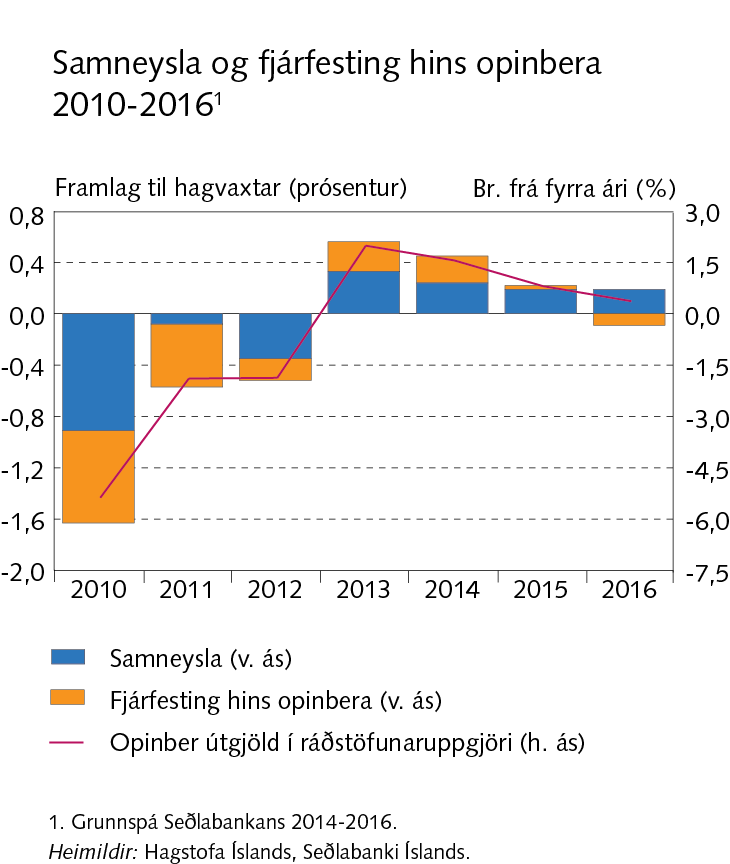 Samneysla og fjárfesting hins opinbera
2010-2016¹
Framlag til hagvaxtar (prósentur) Br. frá fyrra ári (%)
0,8 3,0
0,4 1,5
0,0 0,0
-0,4 -1,5
-0,8 -3,0
-1,2 -4,5
-1,6 -6,0
-2,0 -7,5
2010 2011 2012 2013 2014 2015 2016
Samneysla (v. ás)
Fjárfesting hins opinbera (v. ás)
Opinber útgjöld í ráðstöfunaruppgjöri (h. ás)
1. Grunnspá Seðlabankans 2014-2016.
Heimildir: Hagstofa Íslands, Seðlabanki Íslands.